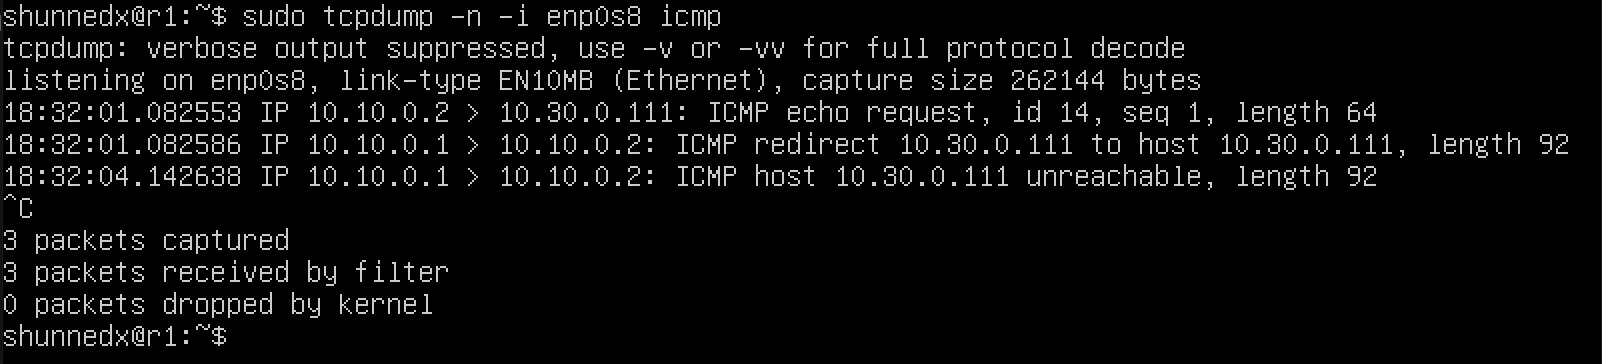 shunnedx@r1:~$ sudo tcpdump -n -i enp0s8 icmp
tcpdump: verbose output suppressed, use -v or -vv for full protocol decode
listening on enp0s8, link-type EN10MB (Ethernet), capture size 262144 bytes
18:32:01.082553 IP 10.10.0.2 > 10.30.0.111: ICMP echo request, id 14, seq 1, length 64
18:32:01.082586 IP 10.10.0.1 > 10.10.0.2: ICMP redirect 10.30.0.111 to host 10.30.0.111, length 92
18:32:04.142638 IP 10.10.0.1 > 10.10.0.2: ICMP host 10.30.0.111 unreachable, length 92
^C
3 packets captured
3 packets received by filter
0 packets dropped by kernel
shunnedx@r1:~$